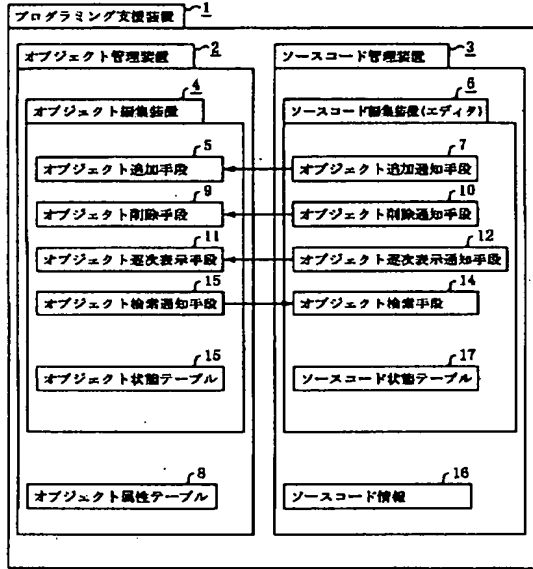 プログラミング支援装置 1
オブジェクト管理装置 2
ソースコード管理装置 3
オブジェクト編集装置 4
ソースコード編集装置(エディタ) 6
オブジェクト追加手段 5
オブジェクト追加通知手段 7
オブジェクト削除手段 9
オブジェクト削除通知手段 10
オブジェクト逐次表示手段 11
オブジェクト逐次表示通知手段 12
オブジェクト検索通知手段 15
オブジェクト検索手段 14
オブジェクト状態テーブル 15
ソースコード状態テーブル 17
オブジェクト属性テーブル 8
ソースコード情報 16